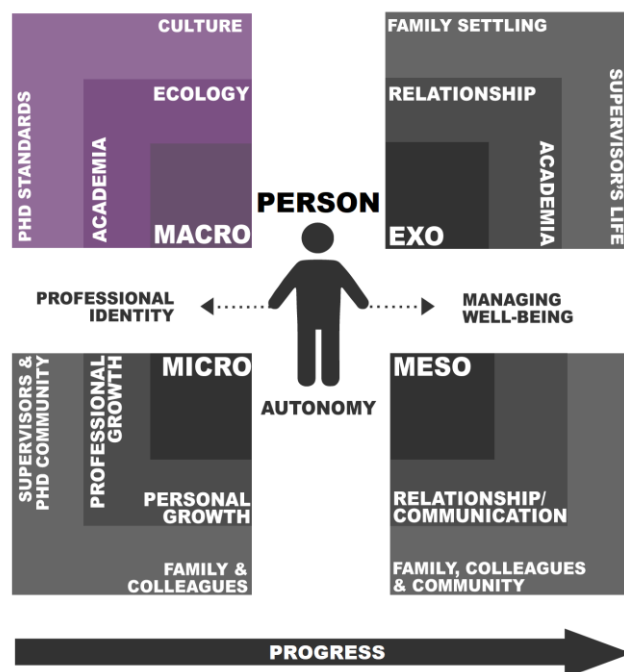 CULTURE
ECOLOGY
PHD STANDARDS
ACADEMIA
MACRO
FAMILY SETTLING
RELATIONSHIP
SUPERVISOR'S LIFE
ACADEMIA
EXO
PERSON
PROFESSIONAL
IDENTITY
MANAGING
WELL-BEING
AUTONOMY
MICRO
SUPERVISORS &
PHD COMMUNITY
PROFESSIONAL
GROWTH
PERSONAL
GROWTH
FAMILY &
COLLEAGUES
MESO
RELATIONSHIP/
COMMUNICATION
FAMILY, COLLEAGUES
& COMMUNITY
PROGRESS